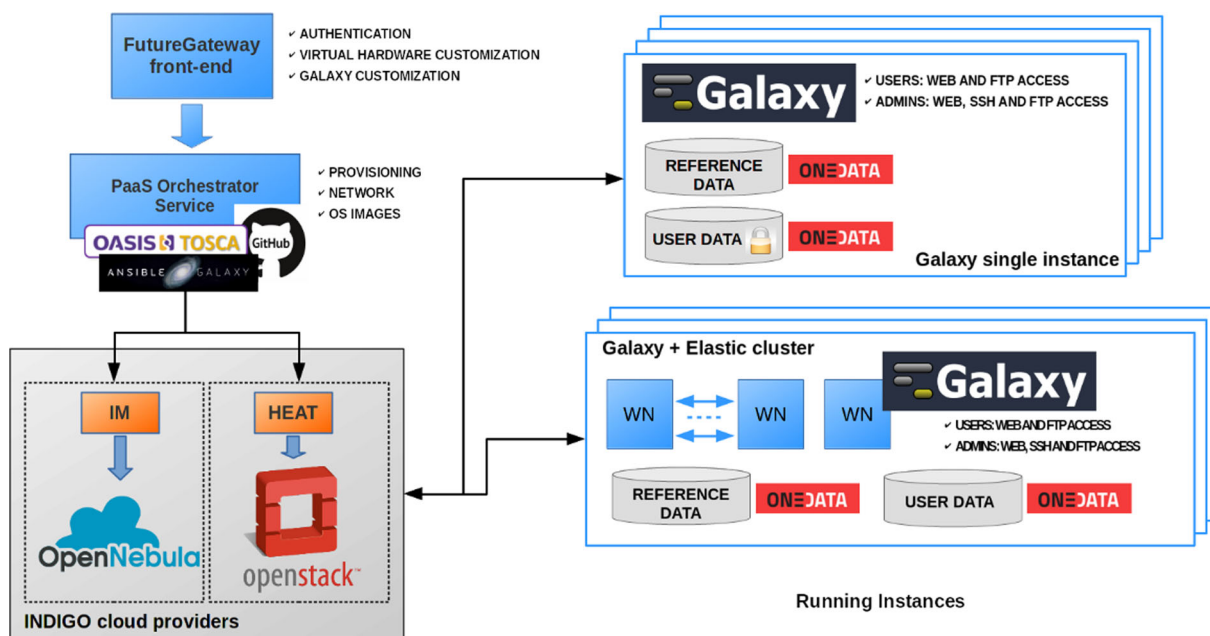 FutureGateway
front-end
✓ AUTHENTICATION
✓ VIRTUAL HARDWARE CUSTOMIZATION
✓ GALAXY CUSTOMIZATION
PaaS Orchestrator
Service
✓ PROVISIONING
✓ NETWORK
✓ OS IMAGES
OASIS TOSCA
GitHub
ANSIBLE GALAXY
IM
HEAT
OpenNebula
openstack™
INDIGO cloud providers
Galaxy
✓ USERS: WEB AND FTP ACCESS
✓ ADMINS: WEB, SSH AND FTP ACCESS
REFERENCE
DATA
ONEDATA
USER DATA
ONEDATA
Galaxy single instance
Galaxy + Elastic cluster
WN
WN
WN
Galaxy
✓ USERS: WEB AND FTP ACCESS
✓ ADMINS: WEB, SSH AND FTP ACCESS
REFERENCE
DATA
ONEDATA
USER DATA
ONEDATA
Running Instances